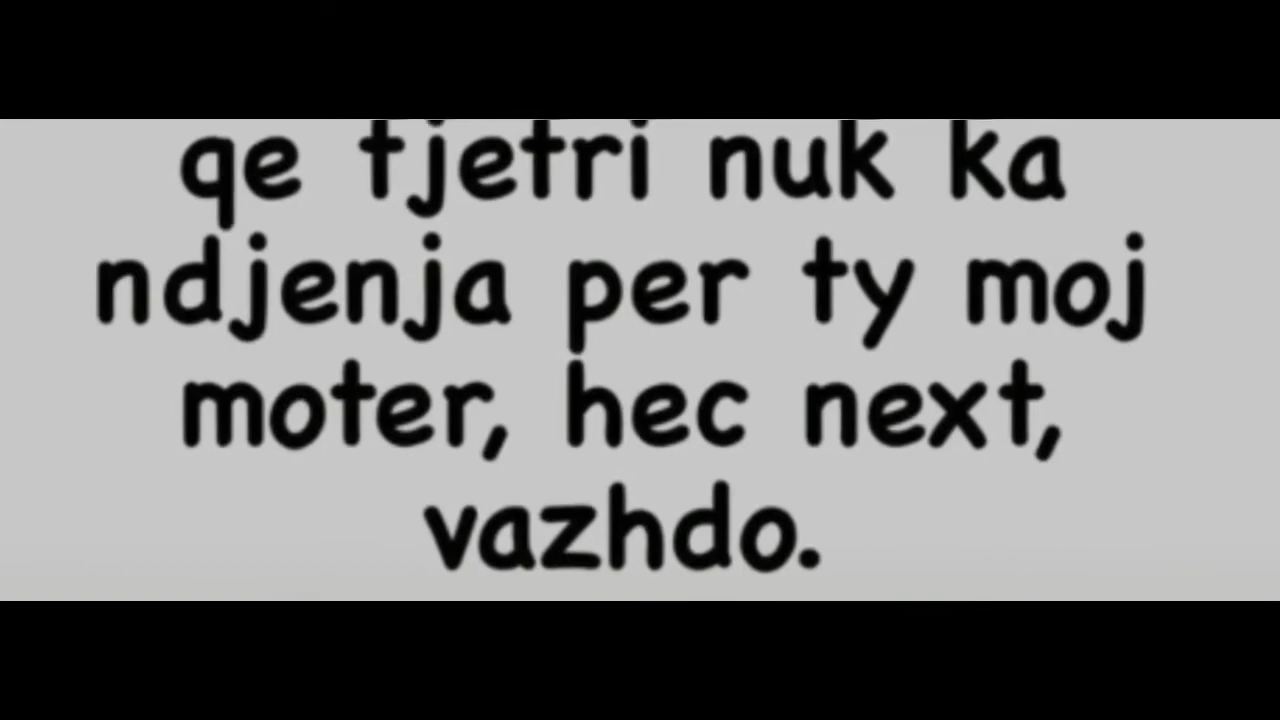 qe tjetri nuk ka
ndjenja per ty moj
moter, hec next,
vazhdo.